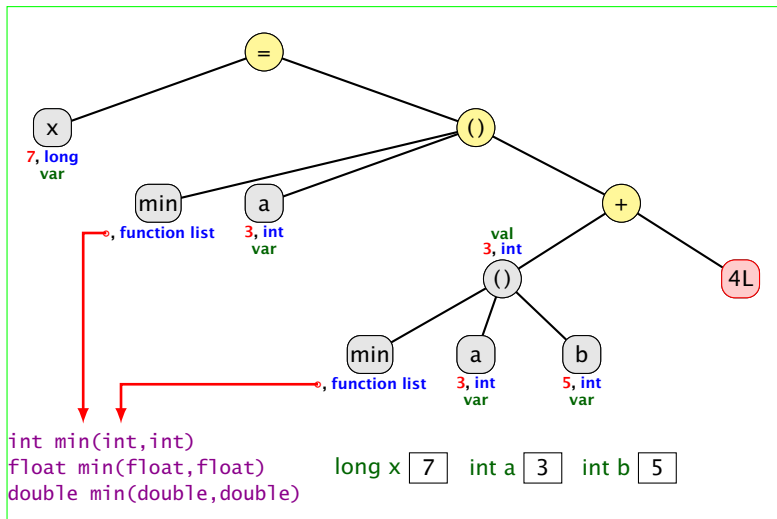 =
x
()
7, long
var
min
a
+
, function list
3, int
var
val
3, int
()
4L
min
a
b
, function list
3, int
5, int
var
var
int min(int,int)
float min(float,float)
double min(double,double)
long x 7 int a 3 int b 5